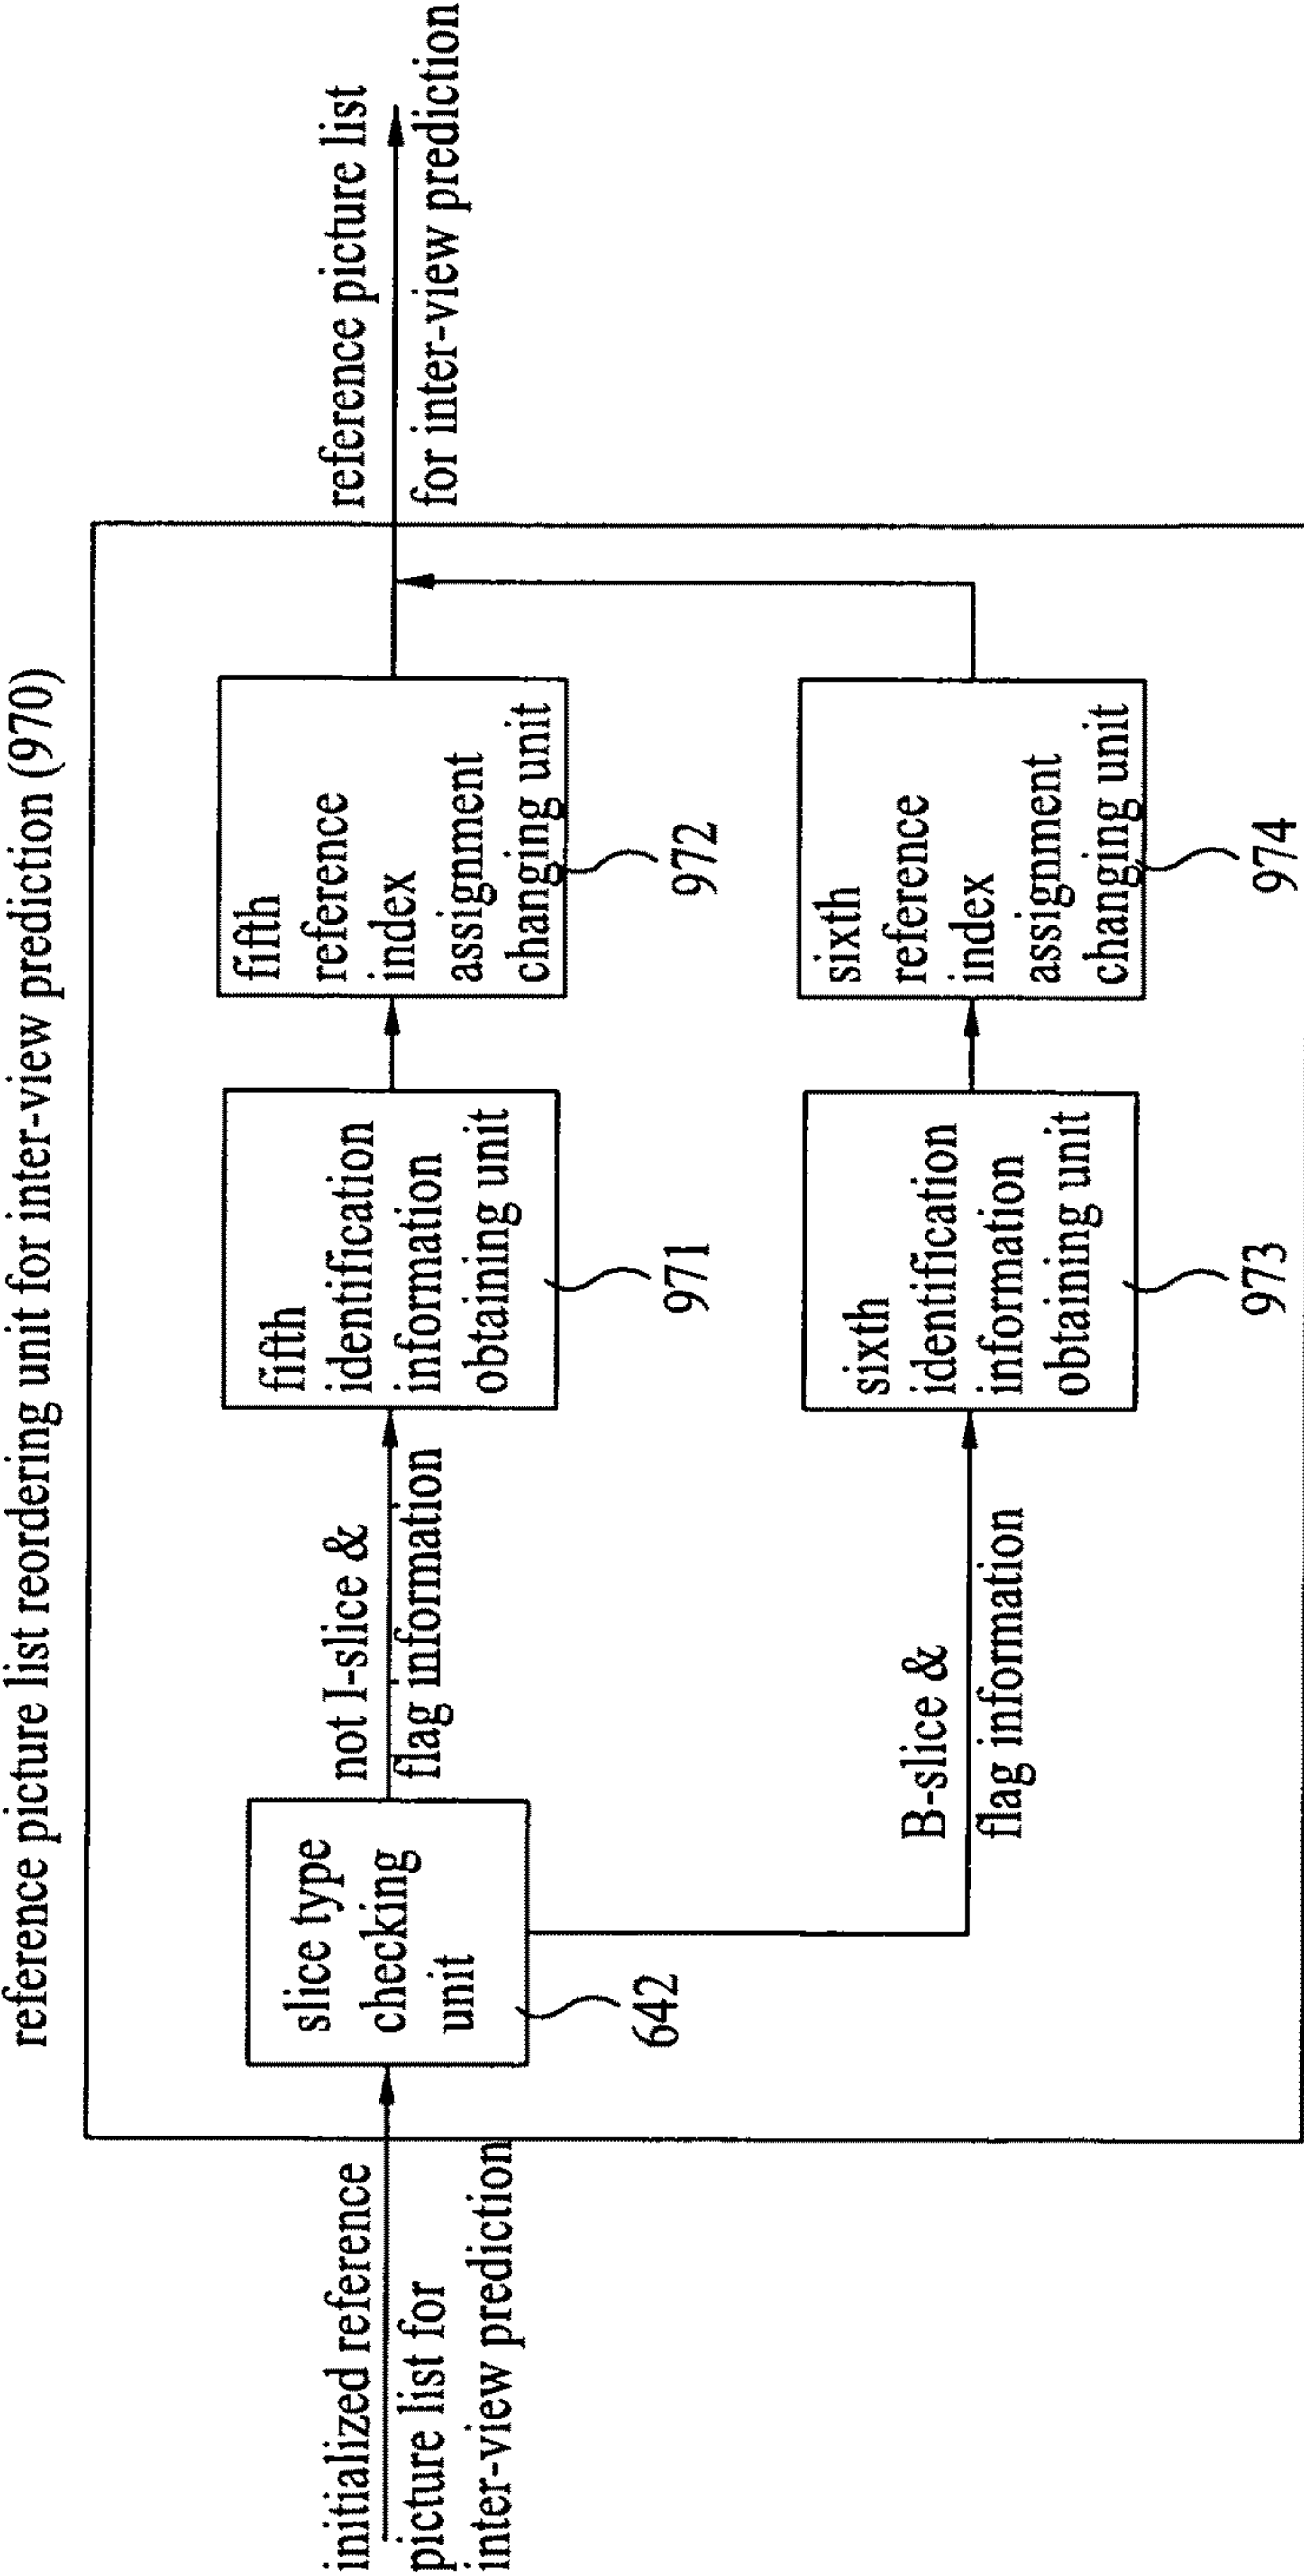 reference picture list reordering unit for inter-view prediction (970)
initialized reference
picture list for
inter-view prediction
slice type
checking
unit
642
not I-slice &
flag information
fifth
identification
information
obtaining unit
971
fifth
reference
index
assignment
changing unit
972
reference picture list
for inter-view prediction
B-slice &
flag information
sixth
identification
information
obtaining unit
973
sixth
reference
index
assignment
changing unit
974